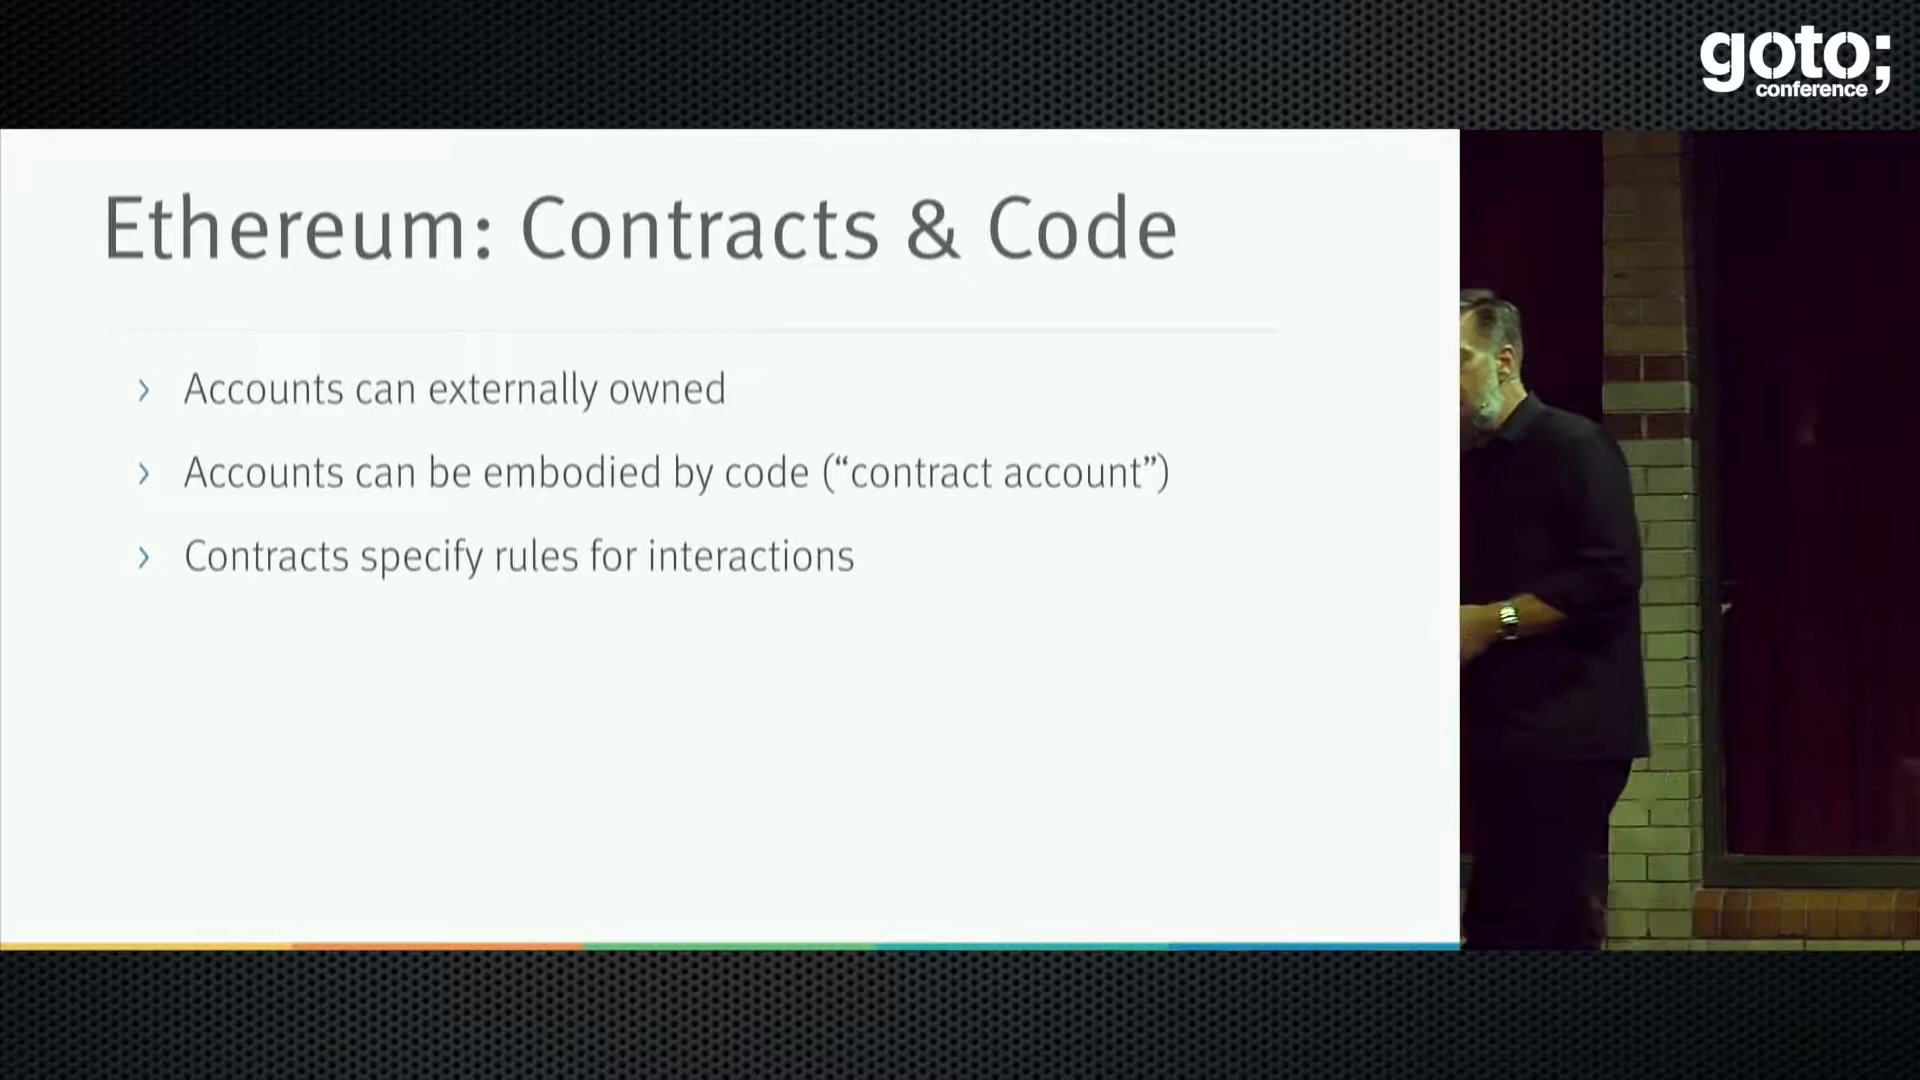 goto;
conference
Ethereum: Contracts & Code
› Accounts can externally owned
› Accounts can be embodied by code (“contract account”)
› Contracts specify rules for interactions